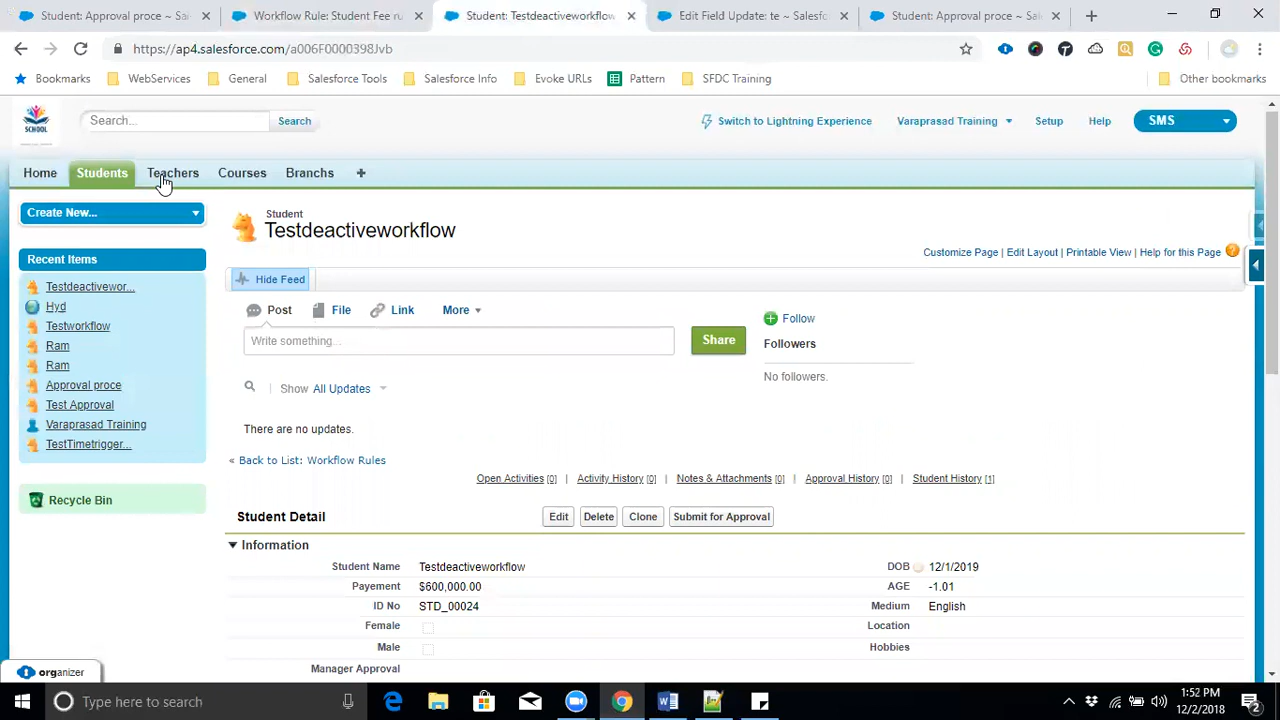 Student: Approval proce ~ Sale
Workflow Rule: Student Fee ru
Student: Testdeactiveworkflow
Edit Field Update: te ~ Salesfo
Student: Approval proce ~ Sale
https://ap4.salesforce.com/a006F0000398Jvb
Bookmarks WebServices General Salesforce Tools Salesforce Info Evoke URLs Pattern SFDC Training Other bookmarks
SCHOOL
Search... Search
Switch to Lightning Experience Varaprasad Training Setup Help SMS
Home Students Teachers Courses Branchs
Create New...
Recent Items
Testdeactivewor...
Hyd
Testworkflow
Ram
Ram
Approval proce
Test Approval
Varaprasad Training
TestTimetrigger...
Recycle Bin
Student
Testdeactiveworkflow
Customize Page | Edit Layout | Printable View | Help for this Page
Hide Feed
Post File Link More
Write something...
Share
Follow
Followers
No followers.
Show All Updates
There are no updates.
« Back to List: Workflow Rules
Open Activities [0] | Activity History [0] | Notes & Attachments [0] | Approval History [0] | Student History [1]
Student Detail Edit Delete Clone Submit for Approval
Information
Student Name Testdeactiveworkflow DOB 12/1/2019
Payement $600,000.00 AGE -1.01
ID No STD_00024 Medium English
Female Location
Male Hobbies
Manager Approval
organizer
Type here to search
1:52 PM
12/2/2018
2